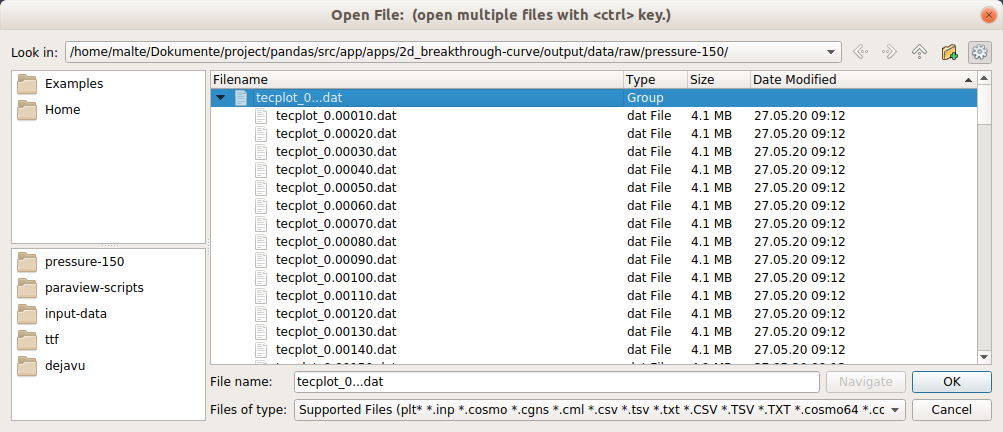 Open File:  (open multiple files with <ctrl> key.)
Look in: /home/malte/Dokumente/project/pandas/src/app/apps/2d_breakthrough-curve/output/data/raw/pressure-150/
Examples
Home
pressure-150
paraview-scripts
input-data
ttf
dejavu
Filename Type Size Date Modified
tecplot_0...dat Group
tecplot_0.00010.dat dat File 4.1 MB 27.05.20 09:12
tecplot_0.00020.dat dat File 4.1 MB 27.05.20 09:12
tecplot_0.00030.dat dat File 4.1 MB 27.05.20 09:12
tecplot_0.00040.dat dat File 4.1 MB 27.05.20 09:12
tecplot_0.00050.dat dat File 4.1 MB 27.05.20 09:12
tecplot_0.00060.dat dat File 4.1 MB 27.05.20 09:12
tecplot_0.00070.dat dat File 4.1 MB 27.05.20 09:12
tecplot_0.00080.dat dat File 4.1 MB 27.05.20 09:12
tecplot_0.00090.dat dat File 4.1 MB 27.05.20 09:12
tecplot_0.00100.dat dat File 4.1 MB 27.05.20 09:12
tecplot_0.00110.dat dat File 4.1 MB 27.05.20 09:12
tecplot_0.00120.dat dat File 4.1 MB 27.05.20 09:12
tecplot_0.00130.dat dat File 4.1 MB 27.05.20 09:12
tecplot_0.00140.dat dat File 4.1 MB 27.05.20 09:12
File name: tecplot_0...dat Navigate OK
Files of type: Supported Files (plt* *.inp *.cosmo *.cgns *.cml *.csv *.tsv *.txt *.CSV *.TSV *.TXT *.cosmo64 *.cc Cancel